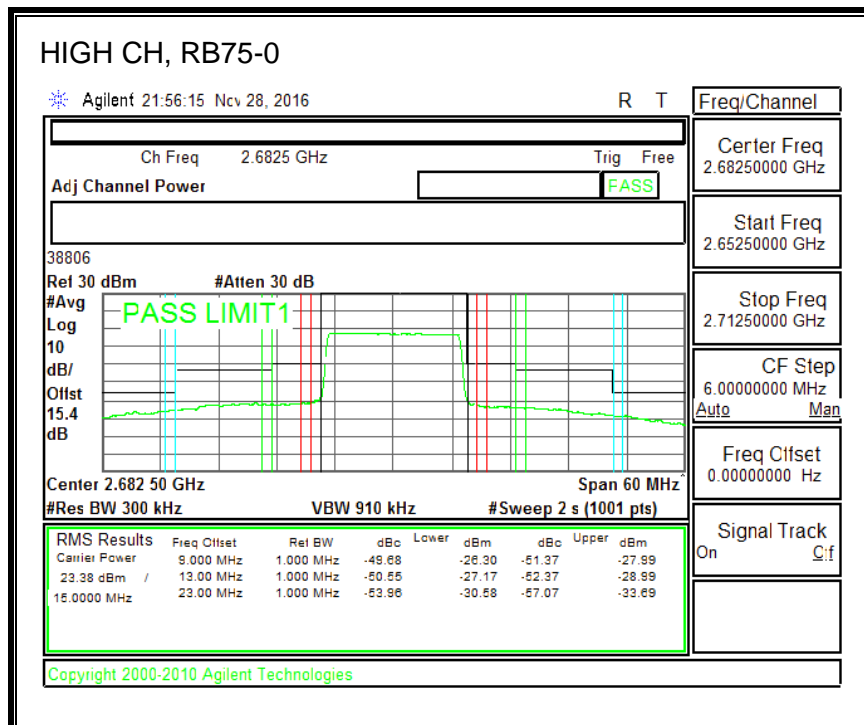 HIGH CH, RB75-0
Agilent 21:56:15 Nov 28, 2016 R T
Freq/Channel
Ch Freq 2.6825 GHz Trig Free
Adj Channel Power PASS
Center Freq
2.68250000 GHz
Start Freq
2.65250000 GHz
38806
Ref 30 dBm #Atten 30 dB
#Avg
Log
10
dB/
Offst
15.4
dB
PASS LIMIT1
Stop Freq
2.71250000 GHz
CF Step
6.00000000 MHz
Auto Man
Freq Offset
0.00000000 Hz
Center 2.682 50 GHz Span 60 MHz^
#Res BW 300 kHz VBW 910 kHz #Sweep 2 s (1001 pts)
Signal Track
On Off
RMS Results Freq Offset Ref BW dBc Lower dBm dBc Upper dBm
Carrier Power 9.000 MHz 1.000 MHz -49.68 -26.30 -51.37 -27.99
23.38 dBm / 13.00 MHz 1.000 MHz -50.55 -27.17 -52.37 -28.99
15.0000 MHz 23.00 MHz 1.000 MHz -53.96 -30.58 -57.07 -33.69
Copyright 2000-2010 Agilent Technologies